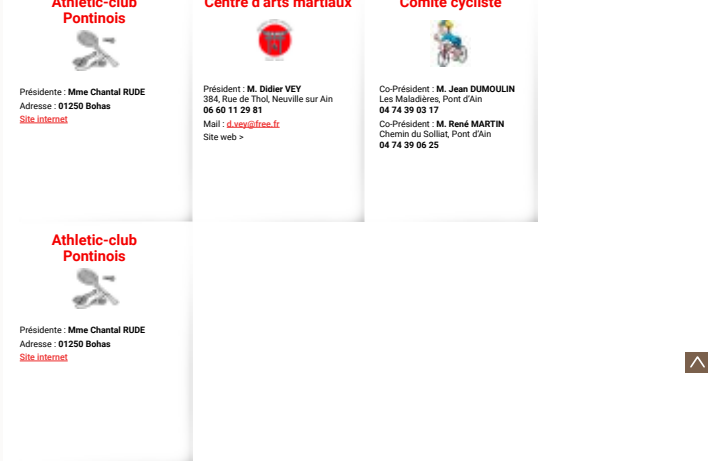 Athletic-club
Pontinois
Présidente : Mme Chantal RUDE
Adresse : 01250 Bohas
Site internet
Centre d'arts martiaux
Président : M. Didier VEY
384, Rue de Thol, Neuville sur Ain
06 60 11 29 81
Mail : d.vey@free.fr
Site web >
Comité cycliste
Co-Président : M. Jean DUMOULIN
Les Maladières, Pont d'Ain
04 74 39 03 17
Co-Président : M. René MARTIN
Chemin du Solliat, Pont d'Ain
04 74 39 06 25
Athletic-club
Pontinois
Présidente : Mme Chantal RUDE
Adresse : 01250 Bohas
Site internet